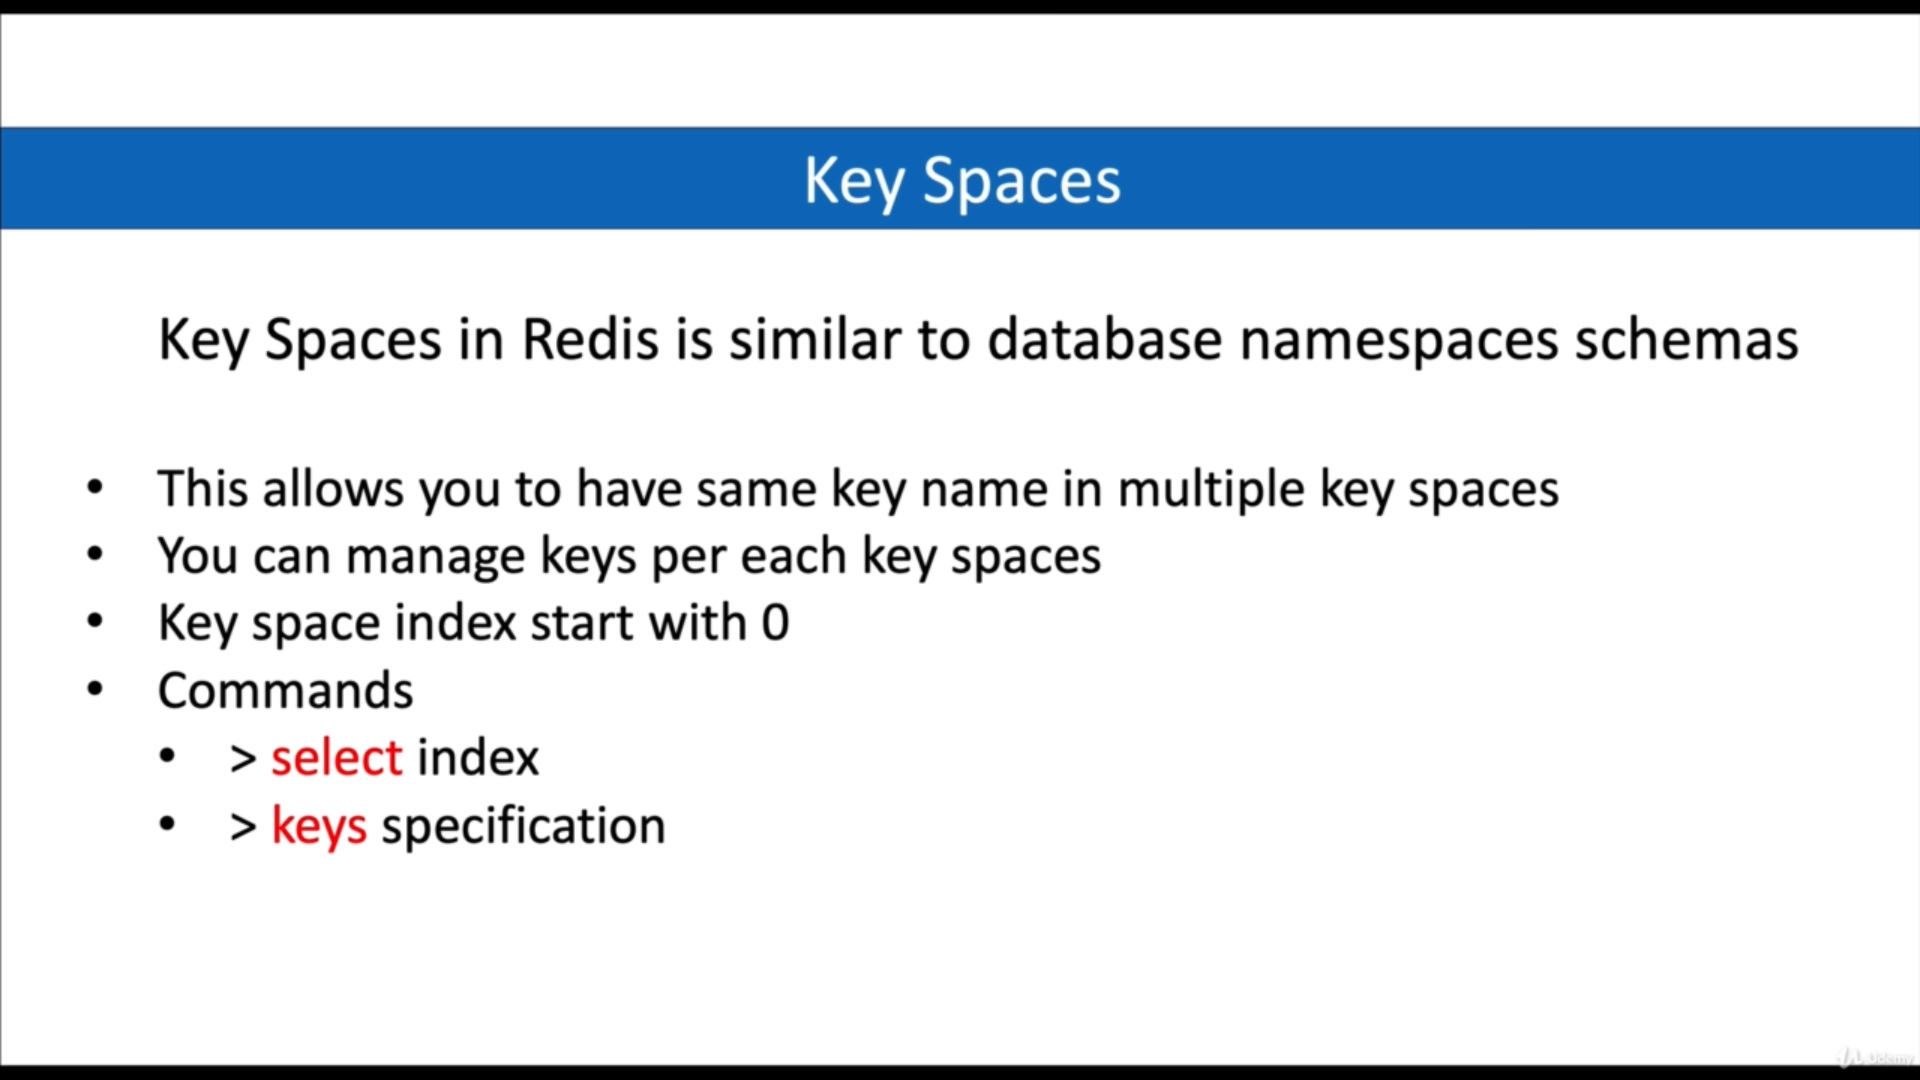 Key Spaces
Key Spaces in Redis is similar to database namespaces schemas
• This allows you to have same key name in multiple key spaces
• You can manage keys per each key spaces
• Key space index start with 0
• Commands
• > select index
• > keys specification
Udemy